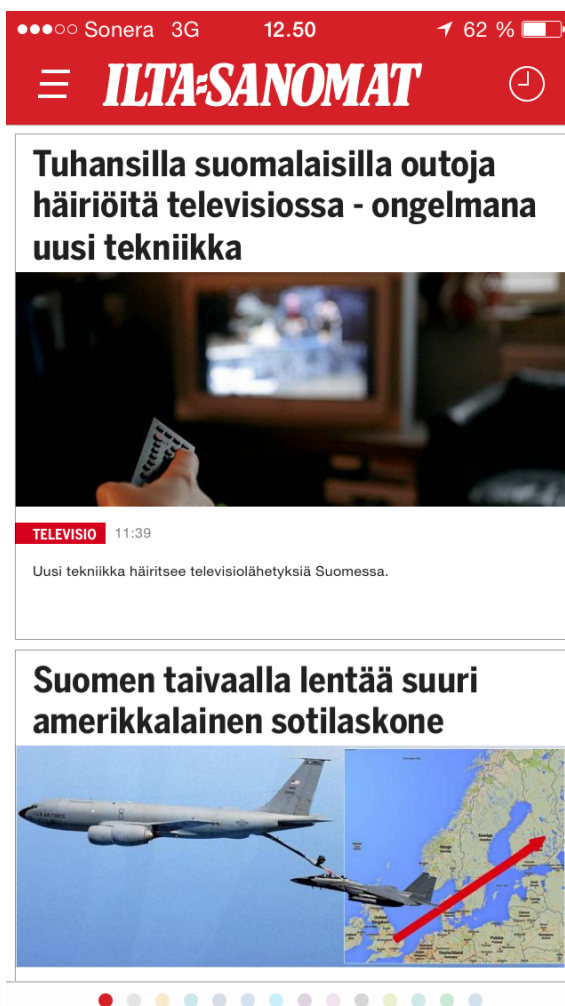 Sonera 3G 12.50 62 %
ILTA-SANOMAT
Tuhansilla suomalaisilla outoja
häiriöitä televisiossa - ongelmana
uusi tekniikka
TELEVISIO 11:39
Uusi tekniikka häiritsee televisiolähetyksiä Suomessa.
Suomen taivaalla lentää suuri
amerikkalainen sotilaskone